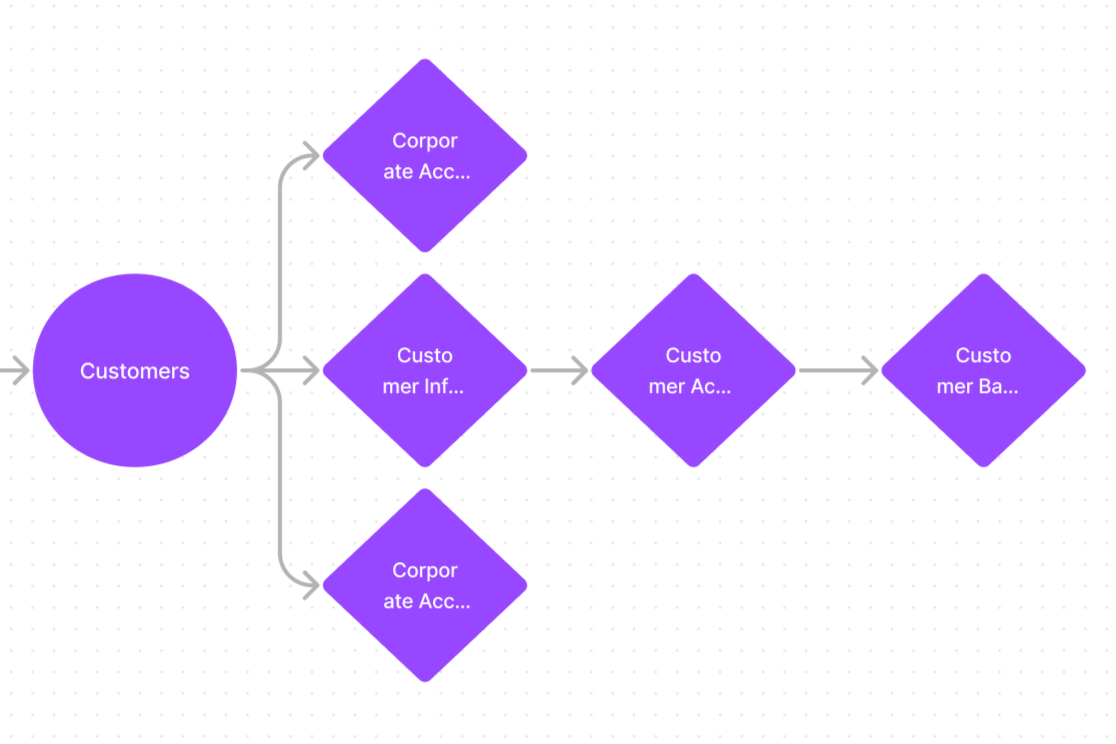 Corpor
ate Acc...
Customers
Custo
mer Inf...
Custo
mer Ac...
Custo
mer Ba...
Corpor
ate Acc...